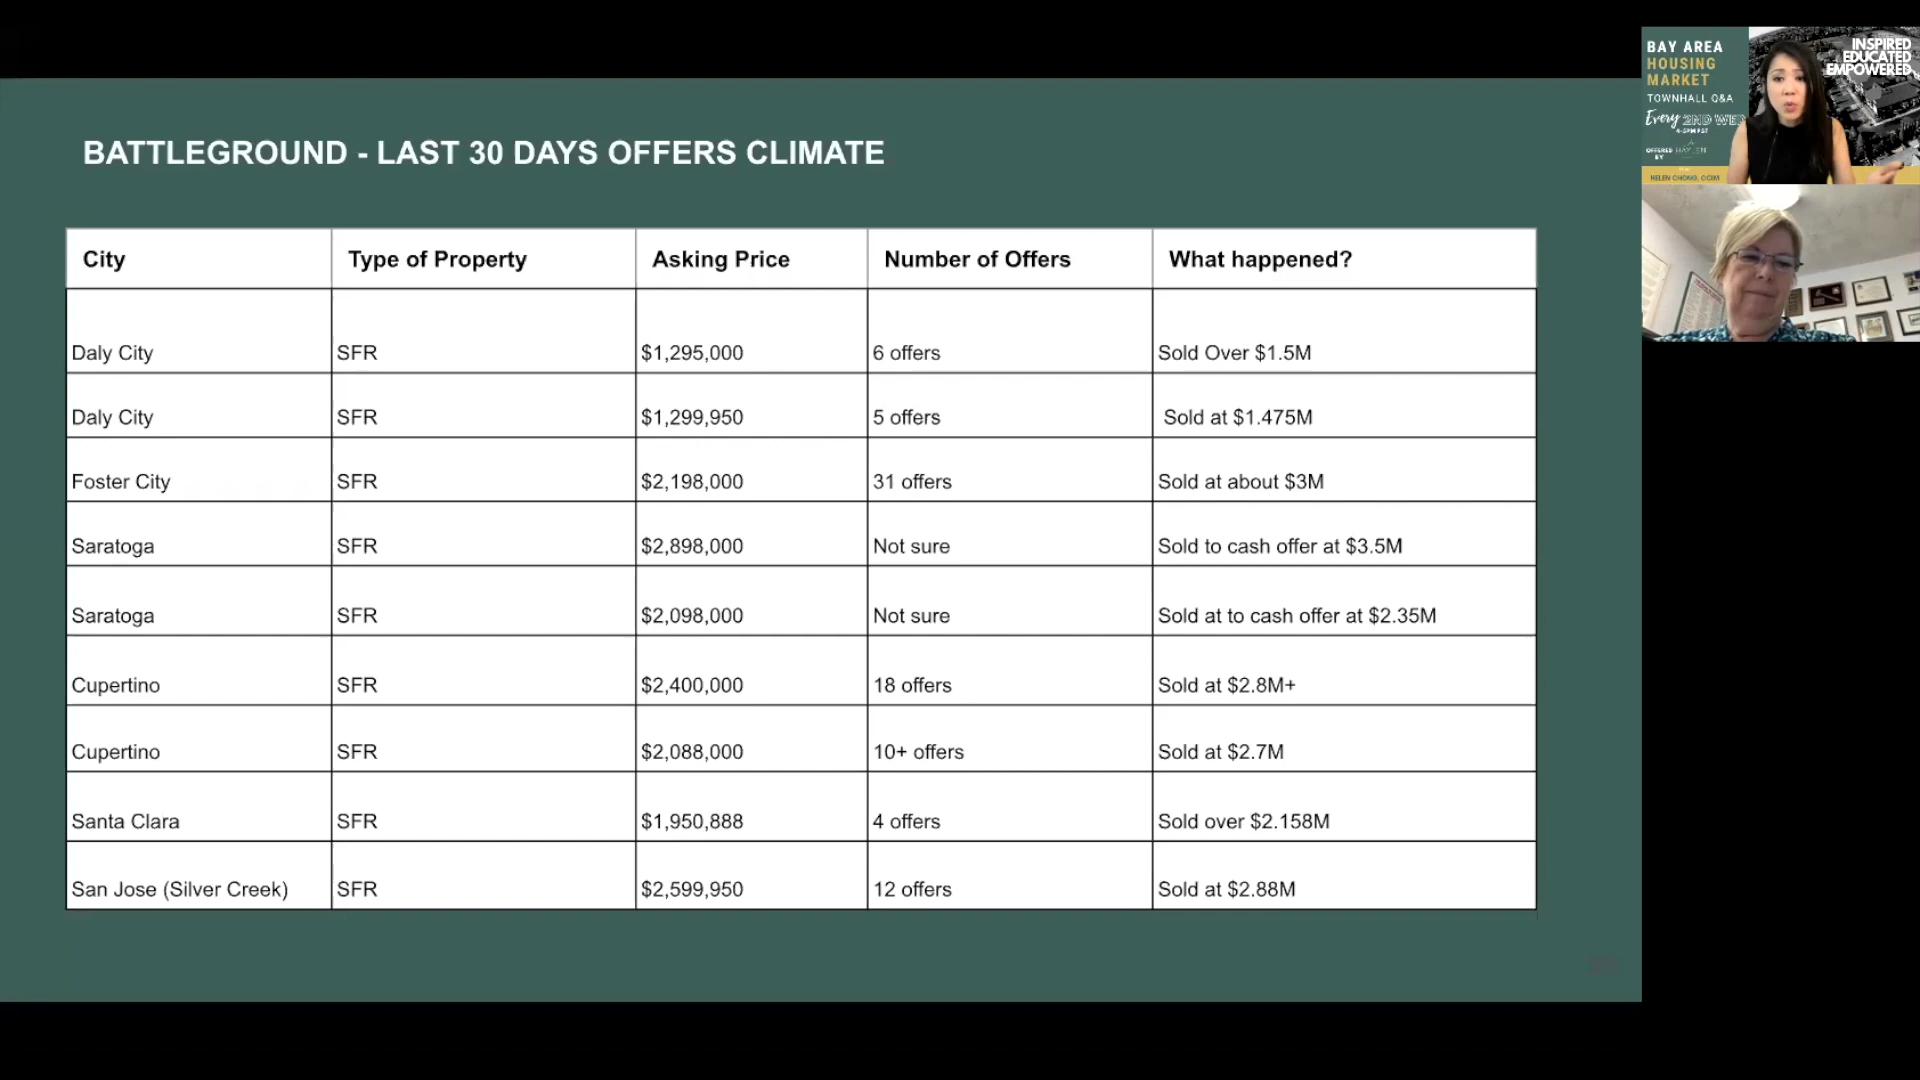 BATTLEGROUND - LAST 30 DAYS OFFERS CLIMATE
City Type of Property Asking Price Number of Offers What happened?
Daly City SFR $1,295,000 6 offers Sold Over $1.5M
Daly City SFR $1,299,950 5 offers Sold at $1.475M
Foster City SFR $2,198,000 31 offers Sold at about $3M
Saratoga SFR $2,898,000 Not sure Sold to cash offer at $3.5M
Saratoga SFR $2,098,000 Not sure Sold at to cash offer at $2.35M
Cupertino SFR $2,400,000 18 offers Sold at $2.8M+
Cupertino SFR $2,088,000 10+ offers Sold at $2.7M
Santa Clara SFR $1,950,888 4 offers Sold over $2.158M
San Jose (Silver Creek) SFR $2,599,950 12 offers Sold at $2.88M
BAY AREA
HOUSING
MARKET
TOWNHALL Q&A
Every 2ND WED
4-5PM PST
OFFERED
BY
HAYLEN
HELEN CHONG, CCIM
INSPIRED
EDUCATED
EMPOWERED